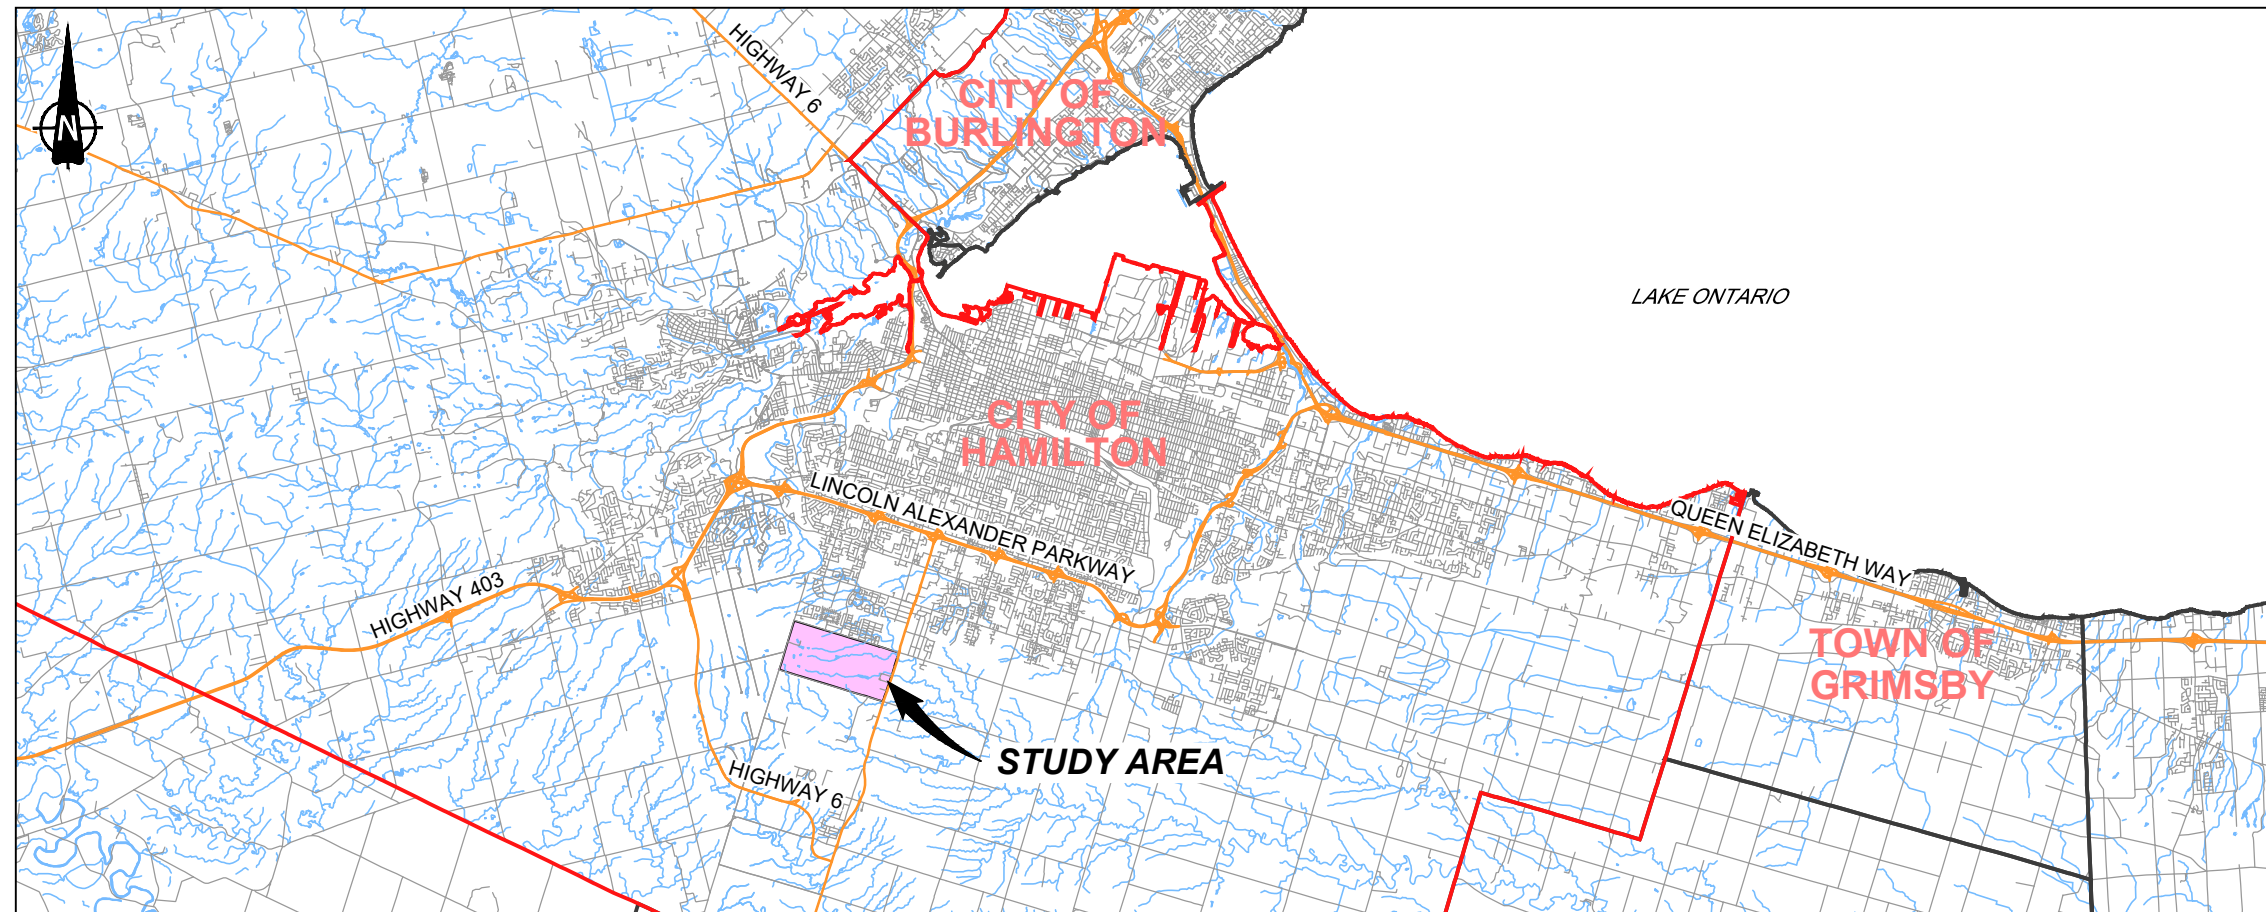 HIGHWAY 6
CITY OF
BURLINGTON
N
LAKE ONTARIO
CITY OF
HAMILTON
LINCOLN ALEXANDER PARKWAY
QUEEN ELIZABETH WAY
HIGHWAY 403
TOWN OF
GRIMSBY
STUDY AREA
HIGHWAY 6